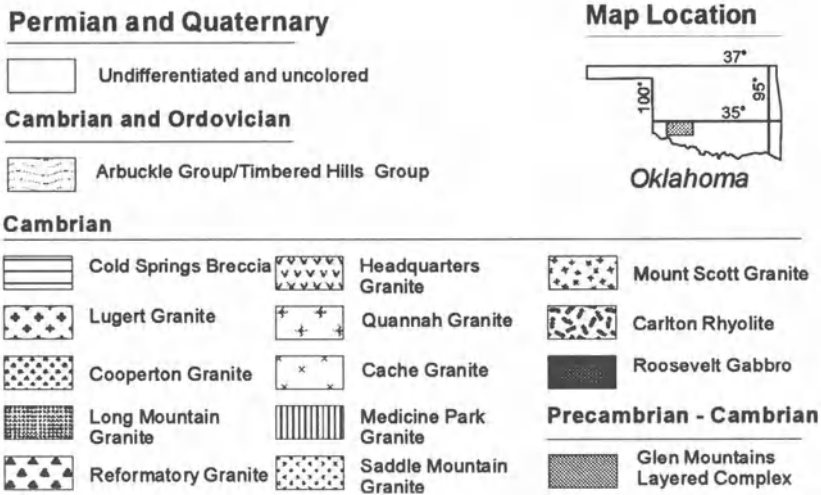 Permian and Quaternary
Undifferentiated and uncolored
Cambrian and Ordovician
Arbuckle Group/Timbered Hills Group
Map Location
37°
100°
95°
35°
Oklahoma
Cambrian
Cold Springs Breccia
Lugert Granite
Cooperton Granite
Long Mountain
Granite
Reformatory Granite
Headquarters
Granite
Quannah Granite
Cache Granite
Medicine Park
Granite
Saddle Mountain
Granite
Mount Scott Granite
Carlton Rhyolite
Roosevelt Gabbro
Precambrian - Cambrian
Glen Mountains
Layered Complex